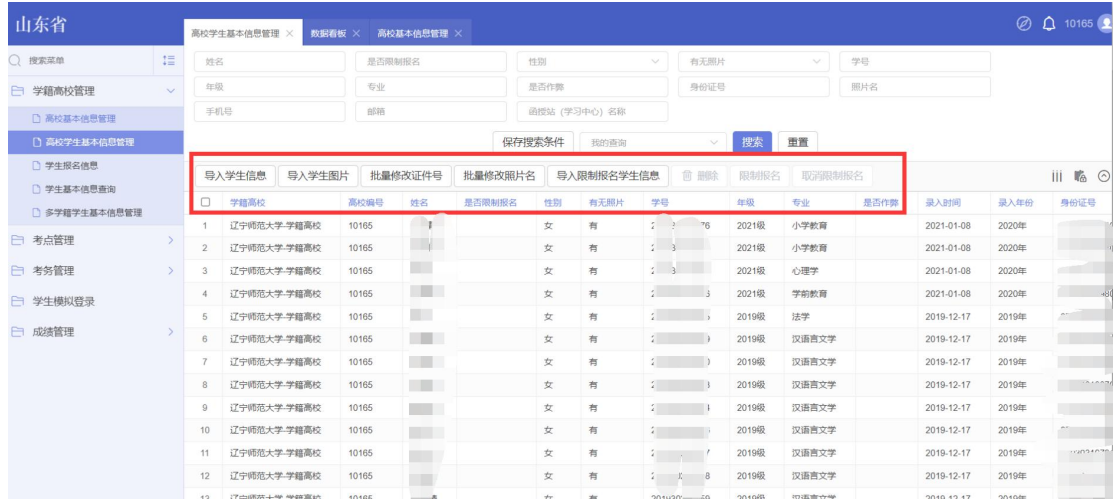 山东省
高校学生基本信息管理 × 数据看板 × 高校基本信息管理 ×
10165
搜索菜单
学籍高校管理
高校基本信息管理
高校学生基本信息管理
学生报名信息
学生基本信息查询
多学籍学生基本信息管理
考点管理
考务管理
学生模拟登录
成绩管理
姓名 是否限制报名 性别 有无照片 学号
年级 专业 是否作弊 身份证号 照片名
手机号 邮箱 函授站（学习中心）名称
保存搜索条件 我的查询 搜索 重置
导入学生信息 导入学生图片 批量修改证件号 批量修改照片名 导入限制报名学生信息 删除 限制报名 取消限制报名
学籍高校 高校编号 姓名 是否限制报名 性别 有无照片 学号 年级 专业 是否作弊 录入时间 录入年份 身份证号
1 辽宁师范大学-学籍高校 10165 女 有 2021级 小学教育 2021-01-08 2020年
2 辽宁师范大学-学籍高校 10165 女 有 2021级 小学教育 2021-01-08 2020年
3 辽宁师范大学-学籍高校 10165 女 有 2021级 心理学 2021-01-08 2020年
4 辽宁师范大学-学籍高校 10165 女 有 2021级 学前教育 2021-01-08 2020年
5 辽宁师范大学-学籍高校 10165 女 有 2019级 法学 2019-12-17 2019年
6 辽宁师范大学-学籍高校 10165 女 有 2019级 汉语言文学 2019-12-17 2019年
7 辽宁师范大学-学籍高校 10165 女 有 2019级 汉语言文学 2019-12-17 2019年
8 辽宁师范大学-学籍高校 10165 女 有 2019级 汉语言文学 2019-12-17 2019年
9 辽宁师范大学-学籍高校 10165 女 有 2019级 汉语言文学 2019-12-17 2019年
10 辽宁师范大学-学籍高校 10165 女 有 2019级 汉语言文学 2019-12-17 2019年
11 辽宁师范大学-学籍高校 10165 女 有 2019级 汉语言文学 2019-12-17 2019年
12 辽宁师范大学-学籍高校 10165 女 有 2019级 汉语言文学 2019-12-17 2019年
13 辽宁师范大学-学籍高校 10165 女 有 2019级 汉语言文学 2019-12-17 2019年